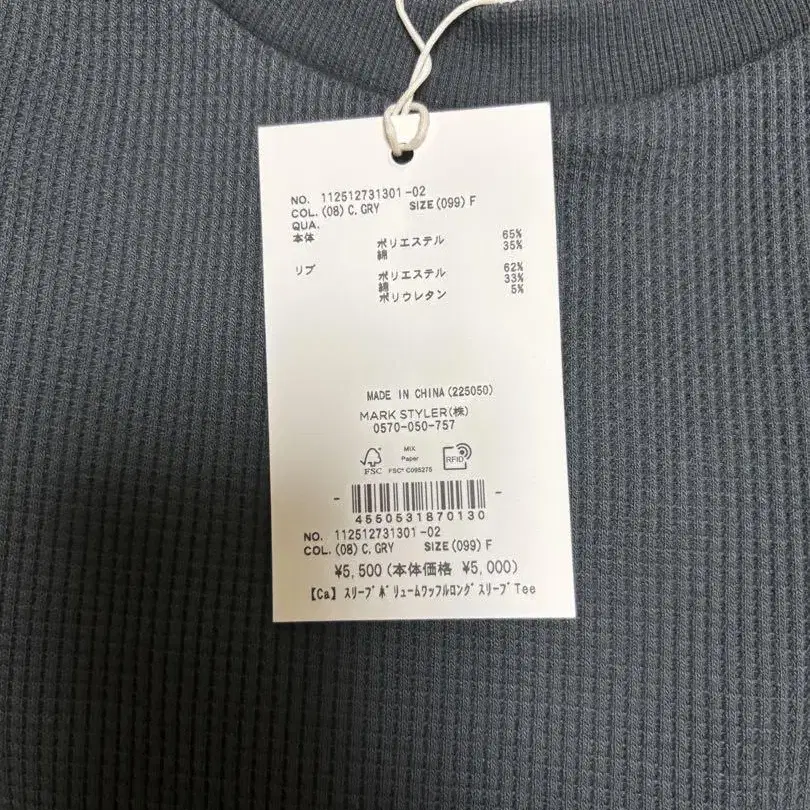 NO. 112512731301-02
COL. (08) C. GRY SIZE (099) F
QUA.
本体 ポリエステル 65%
綿 35%
リブ ポリエステル 62%
綿 33%
ポリウレタン 5%
MADE IN CHINA (225050)
MARK STYLER(株)
0570-050-757
FSC
MIX
Paper
FSC® C095275
RFID
4550531870130
NO. 112512731301-02
COL. (08) C. GRY SIZE (099) F
¥5,500 (本体価格 ¥5,000)
【Ca】スリーブボリュームワッフルロングスリーブTee